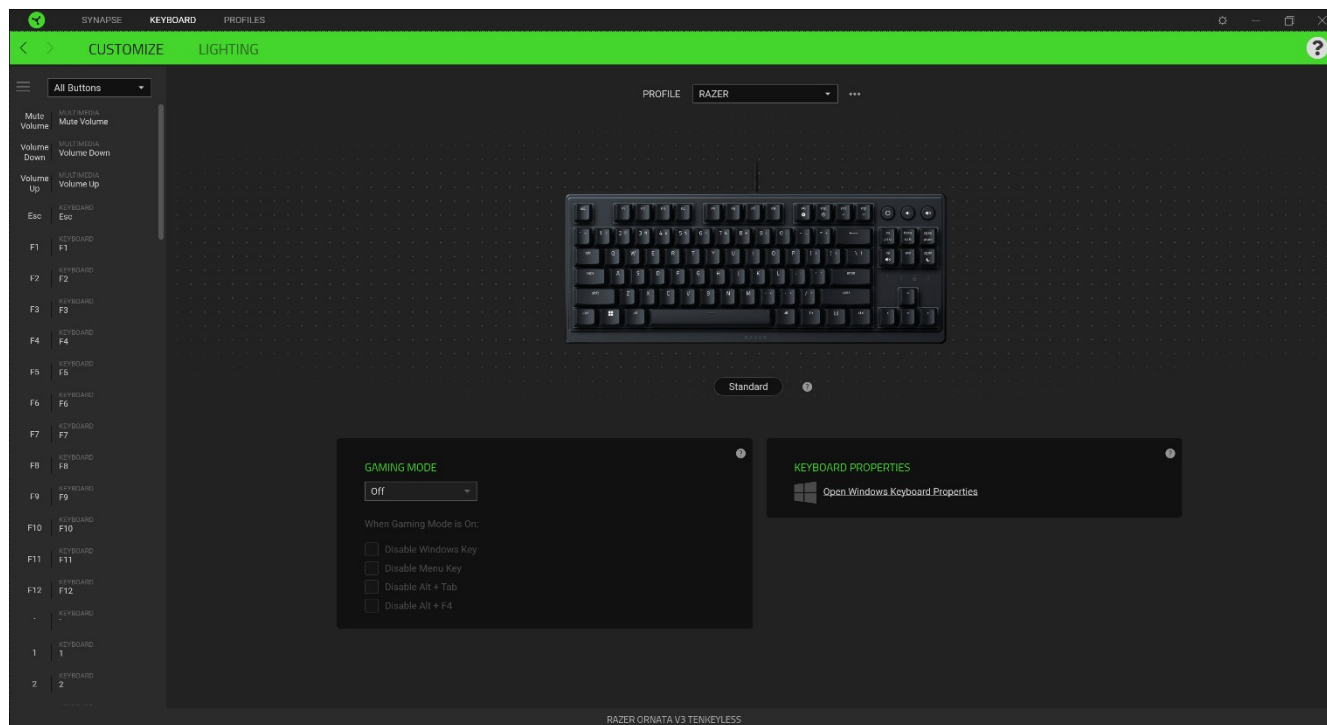 SYNAPSE KEYBOARD PROFILES
CUSTOMIZE LIGHTING
All Buttons
PROFILE RAZER
Mute Volume MULTIMEDIA Mute Volume
Volume Down MULTIMEDIA Volume Down
Volume Up MULTIMEDIA Volume Up
Esc KEYBOARD Esc
F1 KEYBOARD F1
F2 KEYBOARD F2
F3 KEYBOARD F3
F4 KEYBOARD F4
F5 KEYBOARD F5
F6 KEYBOARD F6
F7 KEYBOARD F7
F8 KEYBOARD F8
F9 KEYBOARD F9
F10 KEYBOARD F10
F11 KEYBOARD F11
F12 KEYBOARD F12
KEYBOARD
1 KEYBOARD 1
2 KEYBOARD 2
Standard
GAMING MODE
Off
When Gaming Mode is On:
Disable Windows Key
Disable Menu Key
Disable Alt + Tab
Disable Alt + F4
KEYBOARD PROPERTIES
Open Windows Keyboard Properties
RAZER ORNATA V3 TENKEYLESS